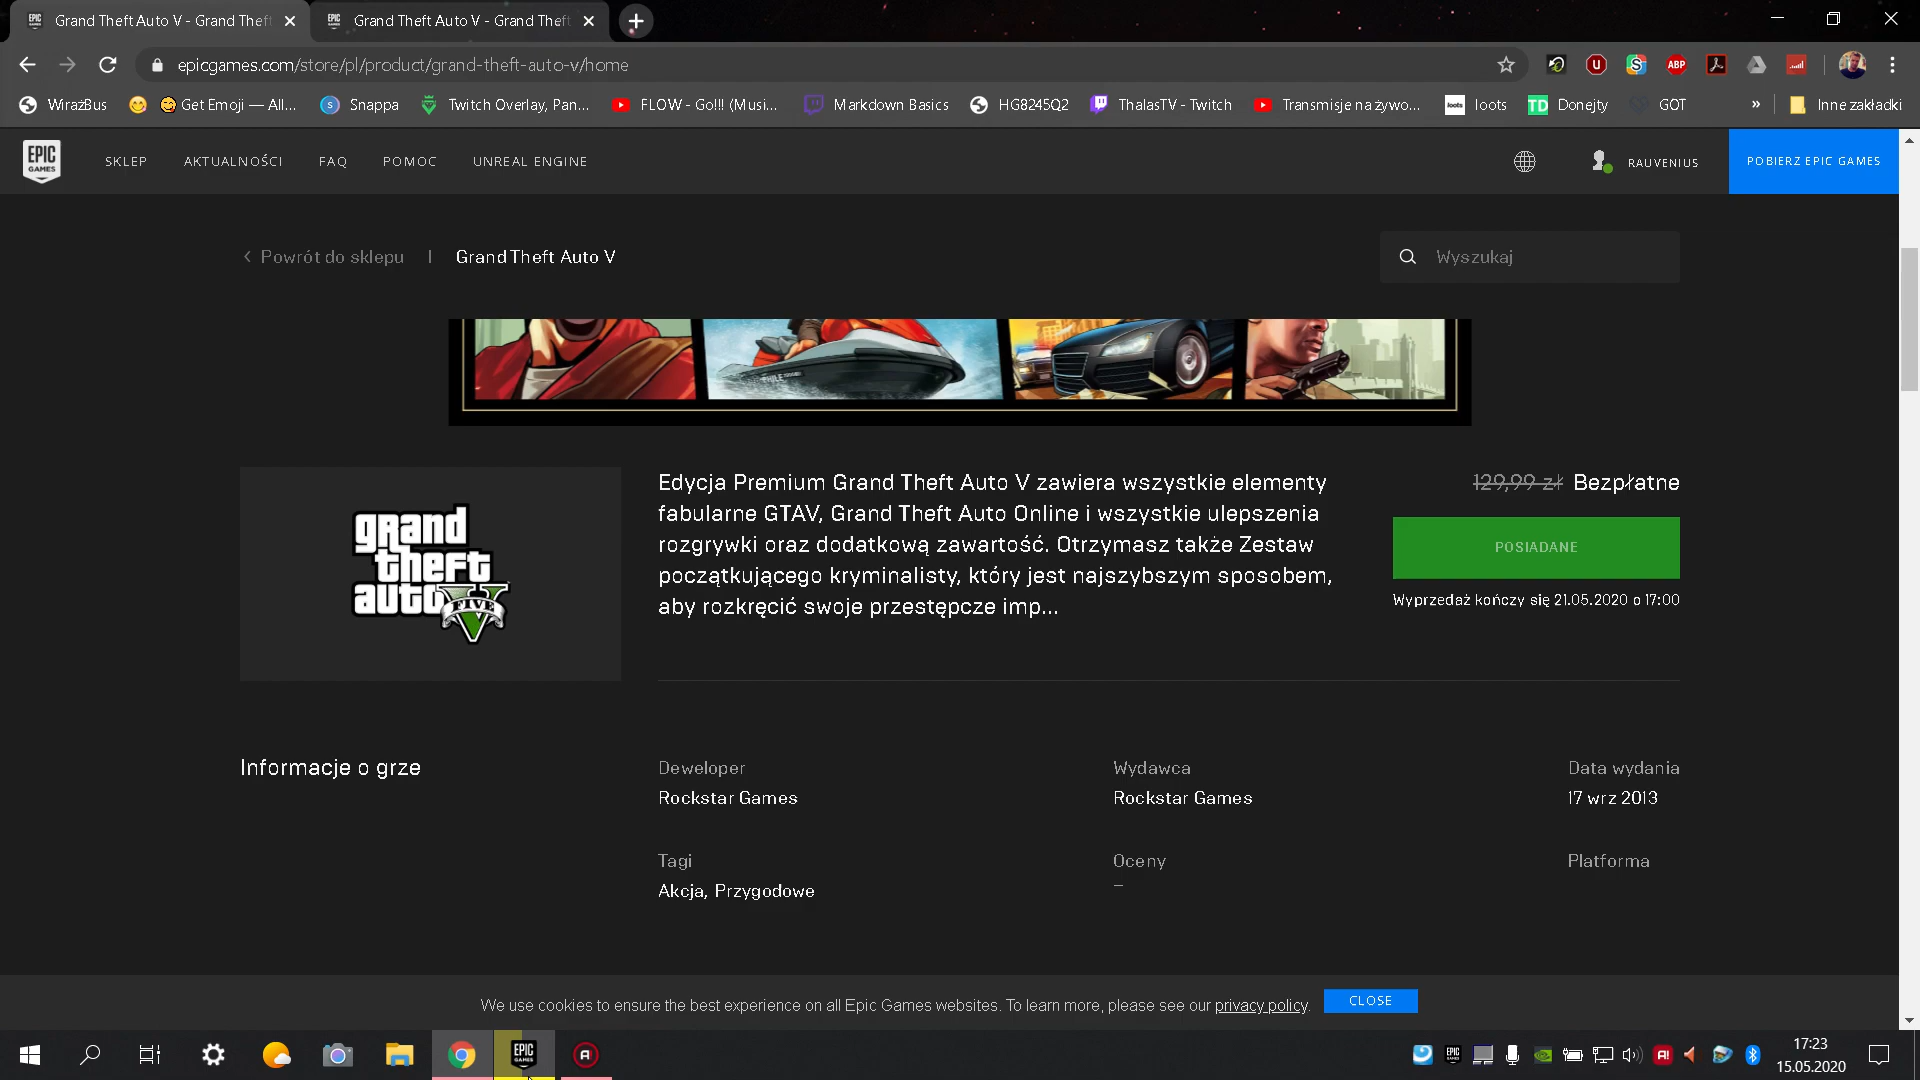 Grand Theft Auto V - Grand Theft
Grand Theft Auto V - Grand Theft
epicgames.com/store/pl/product/grand-theft-auto-v/home
WirażBus
Get Emoji — All...
Snappa
Twitch Overlay, Pan...
FLOW - Go!!! (Musi...
Markdown Basics
HG8245Q2
ThalasTV - Twitch
Transmisje na żywo...
loots
Donejty
GOT
»
Inne zakładki
EPIC
GAMES
SKLEP
AKTUALNOŚCI
FAQ
POMOC
UNREAL ENGINE
RAUVENIUS
POBIERZ EPIC GAMES
Powrót do sklepu
Grand Theft Auto V
Wyszukaj
grand
theft
auto
FIVE
Edycja Premium Grand Theft Auto V zawiera wszystkie elementy
fabularne GTAV, Grand Theft Auto Online i wszystkie ulepszenia
rozgrywki oraz dodatkową zawartość. Otrzymasz także Zestaw
początkującego kryminalisty, który jest najszybszym sposobem,
aby rozkręcić swoje przestępcze imp...
129,99 zł Bezpłatne
POSIADANE
Wyprzedaż kończy się 21.05.2020 o 17:00
Informacje o grze
Deweloper
Rockstar Games
Wydawca
Rockstar Games
Data wydania
17 wrz 2013
Tagi
Akcja, Przygodowe
Oceny
–
Platforma
We use cookies to ensure the best experience on all Epic Games websites. To learn more, please see our privacy policy.
CLOSE
EPIC
GAMES
17:23
15.05.2020